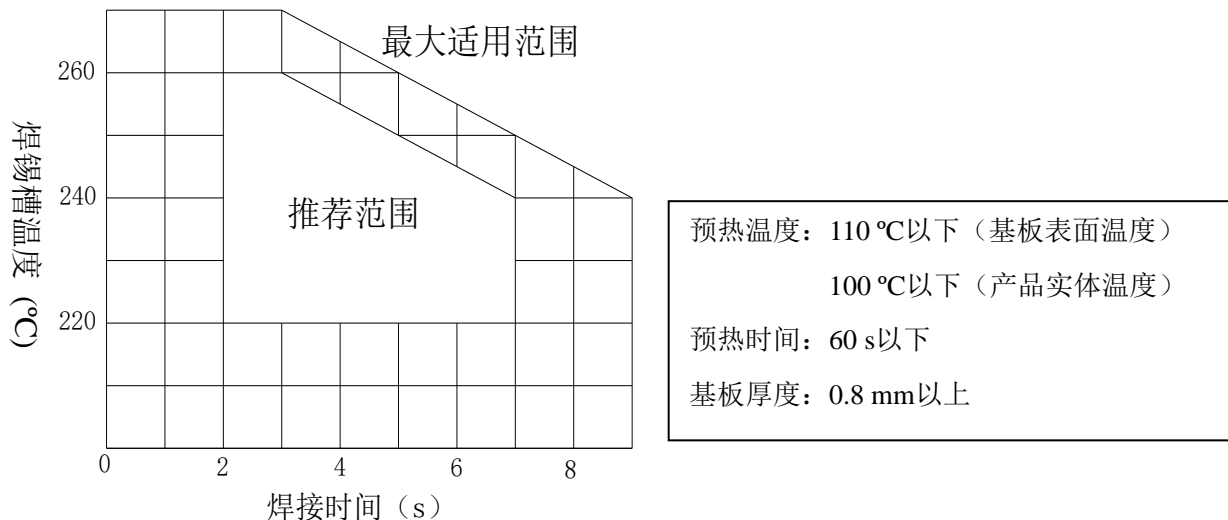 最大适用范围
260
240
220
焊锡槽温度 (℃)
推荐范围
0 2 4 6 8
焊接时间（s）
预热温度：110 ℃以下（基板表面温度）
100 ℃以下（产品实体温度）
预热时间：60 s以下
基板厚度：0.8 mm以上